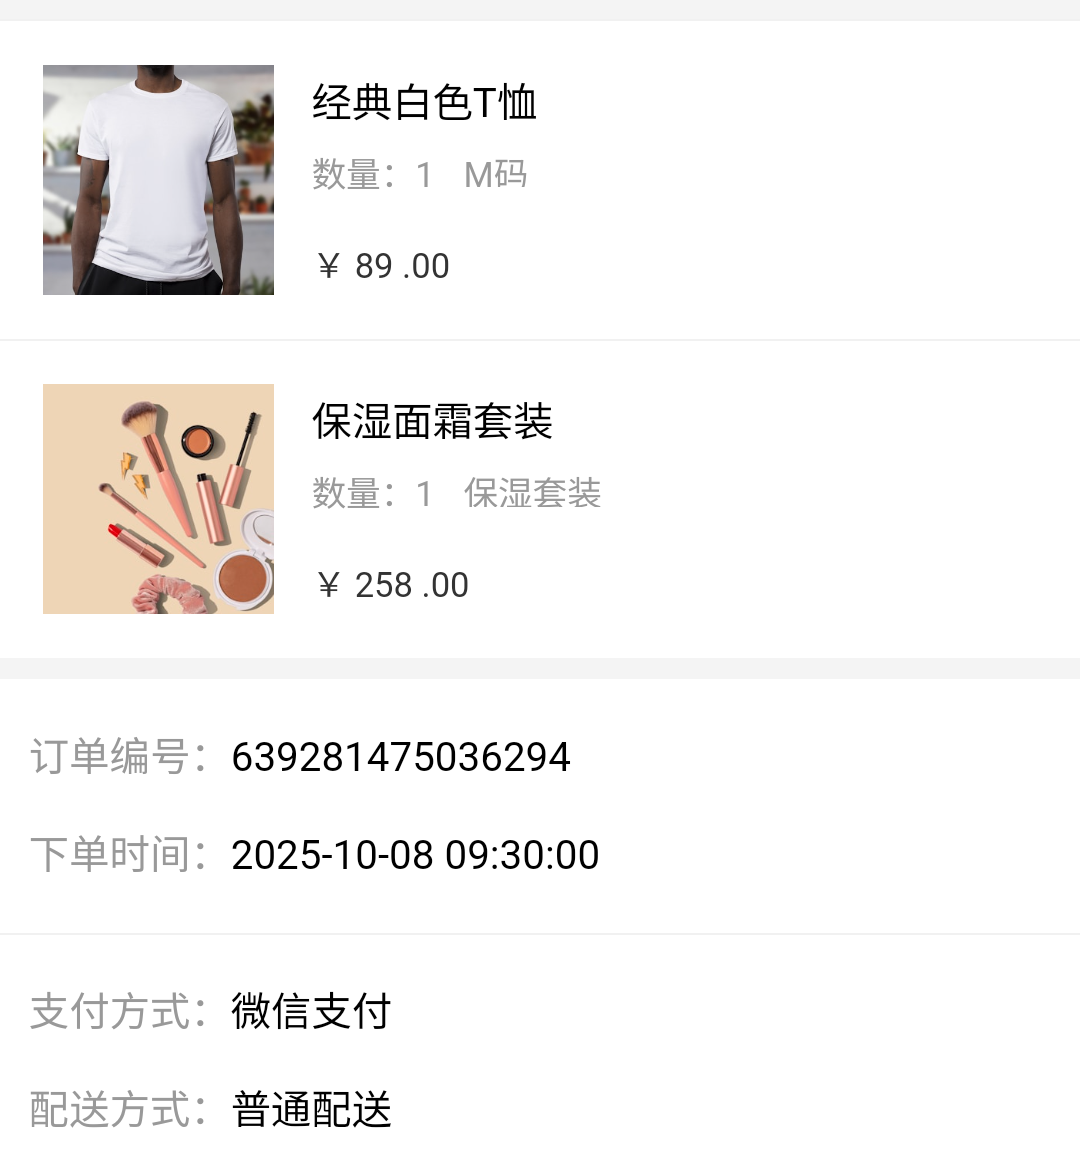 经典白色T恤
数量：1 M码
￥ 89 .00
保湿面霜套装
数量：1 保湿套装
￥ 258 .00
订单编号：639281475036294
下单时间：2025-10-08 09:30:00
支付方式：微信支付
配送方式：普通配送